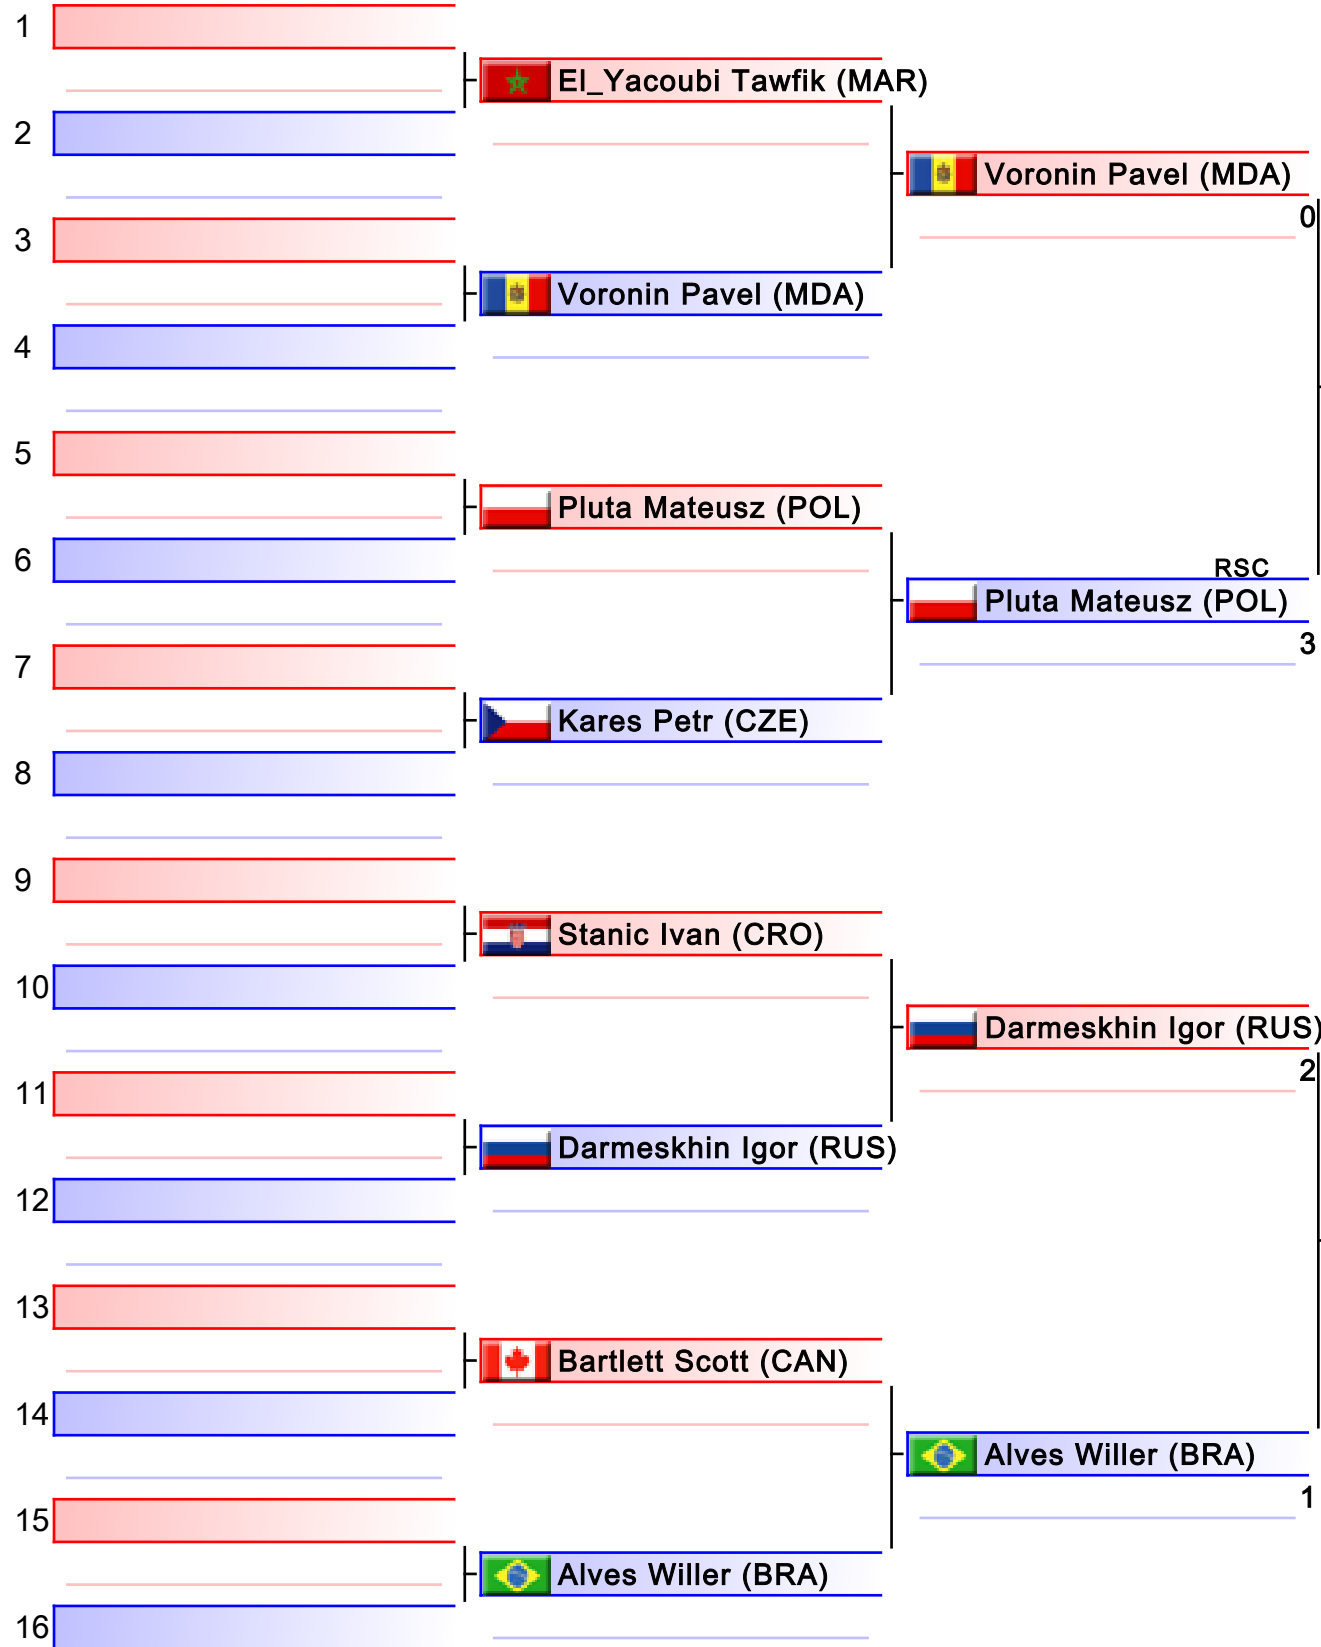 1
El_Yacoubi Tawfik (MAR)
2
Voronin Pavel (MDA)
0
3
Voronin Pavel (MDA)
4
5
Pluta Mateusz (POL)
6
RSC
Pluta Mateusz (POL)
3
7
Kares Petr (CZE)
8
9
Stanic Ivan (CRO)
10
Darmeskhin Igor (RUS)
2
11
Darmeskhin Igor (RUS)
12
13
Bartlett Scott (CAN)
14
Alves Willer (BRA)
1
15
Alves Willer (BRA)
16